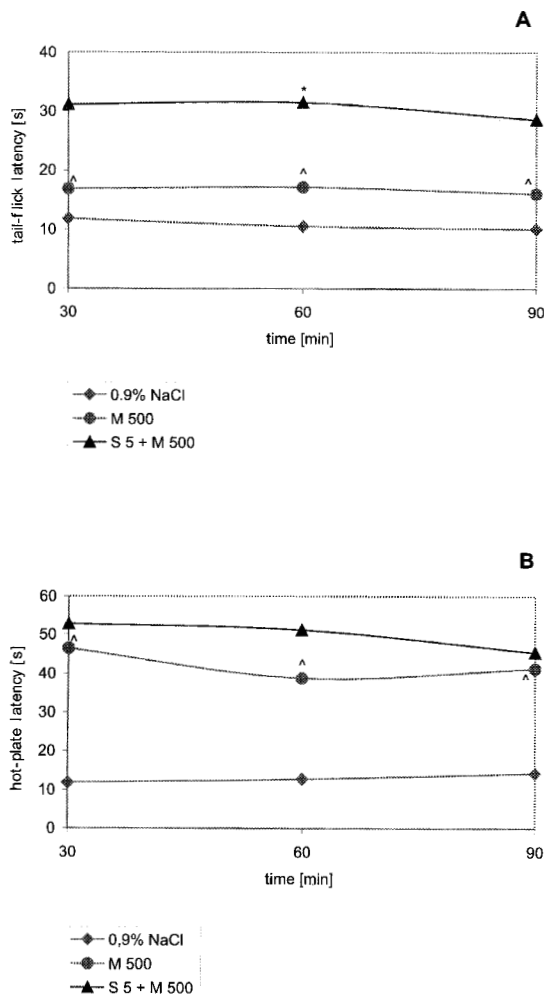 A
tail-flick latency [s]
40
30
20
10
0
*
^ ^ ^
30 60 90
time [min]
0.9% NaCl
M 500
S 5 + M 500
B
hot-plate latency [s]
60
50
40
30
20
10
0
^ ^ ^
30 60 90
time [min]
0,9% NaCl
M 500
S 5 + M 500